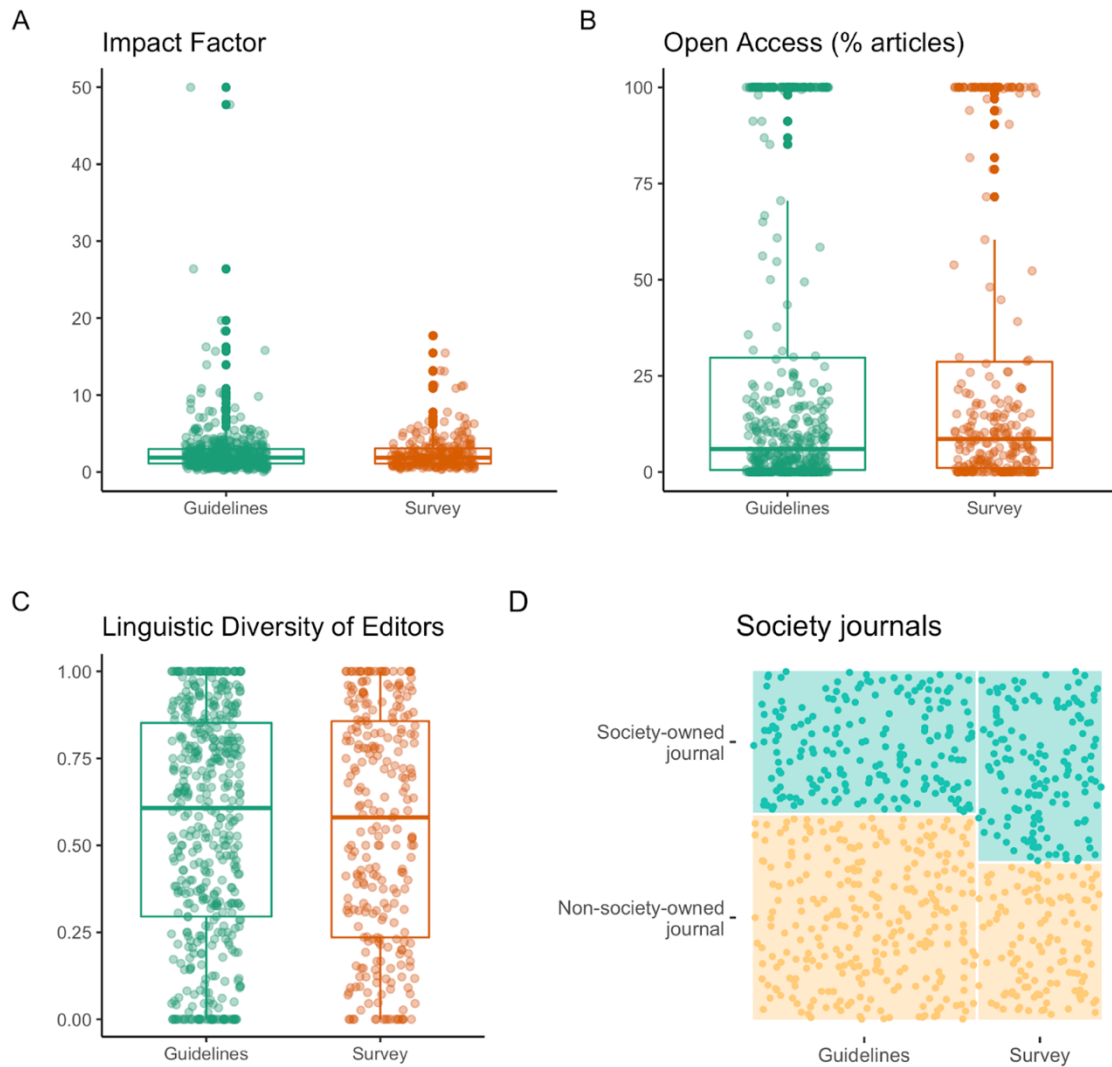 A
Impact Factor
50
40
30
20
10
0
Guidelines
Survey
B
Open Access (% articles)
100
75
50
25
0
Guidelines
Survey
C
Linguistic Diversity of Editors
1.00
0.75
0.50
0.25
0.00
Guidelines
Survey
D
Society journals
Society-owned
journal
Non-society-owned
journal
Guidelines
Survey